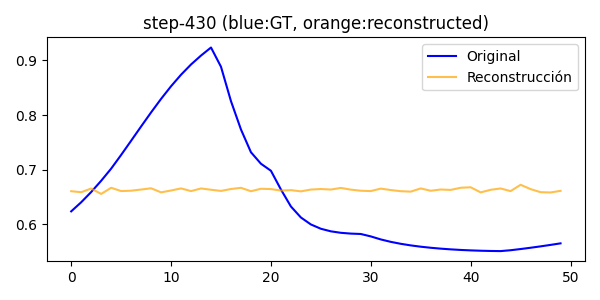 step-430 (blue:GT, orange:reconstructed)
Original
Reconstrucción
0.9
0.8
0.7
0.6
0 10 20 30 40 50